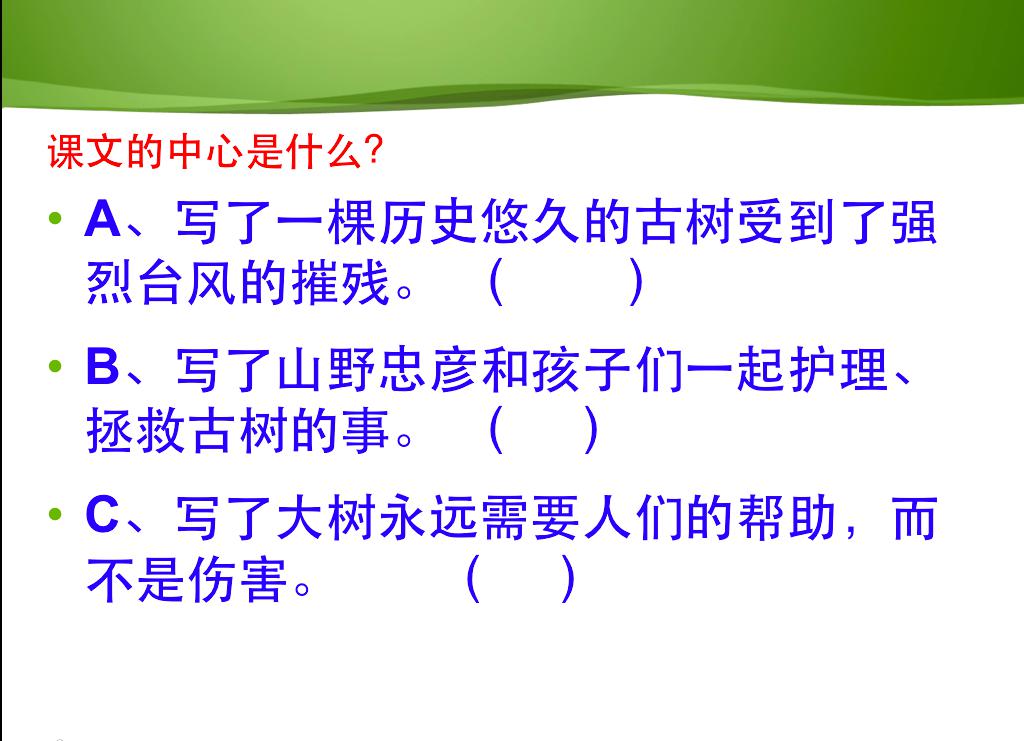 课文的中心是什么?
• A、写了一棵历史悠久的古树受到了强
烈台风的摧残。 ( )
• B、写了山野忠彦和孩子们一起护理、
拯救古树的事。 ( )
• C、写了大树永远需要人们的帮助，而
不是伤害。 ( )